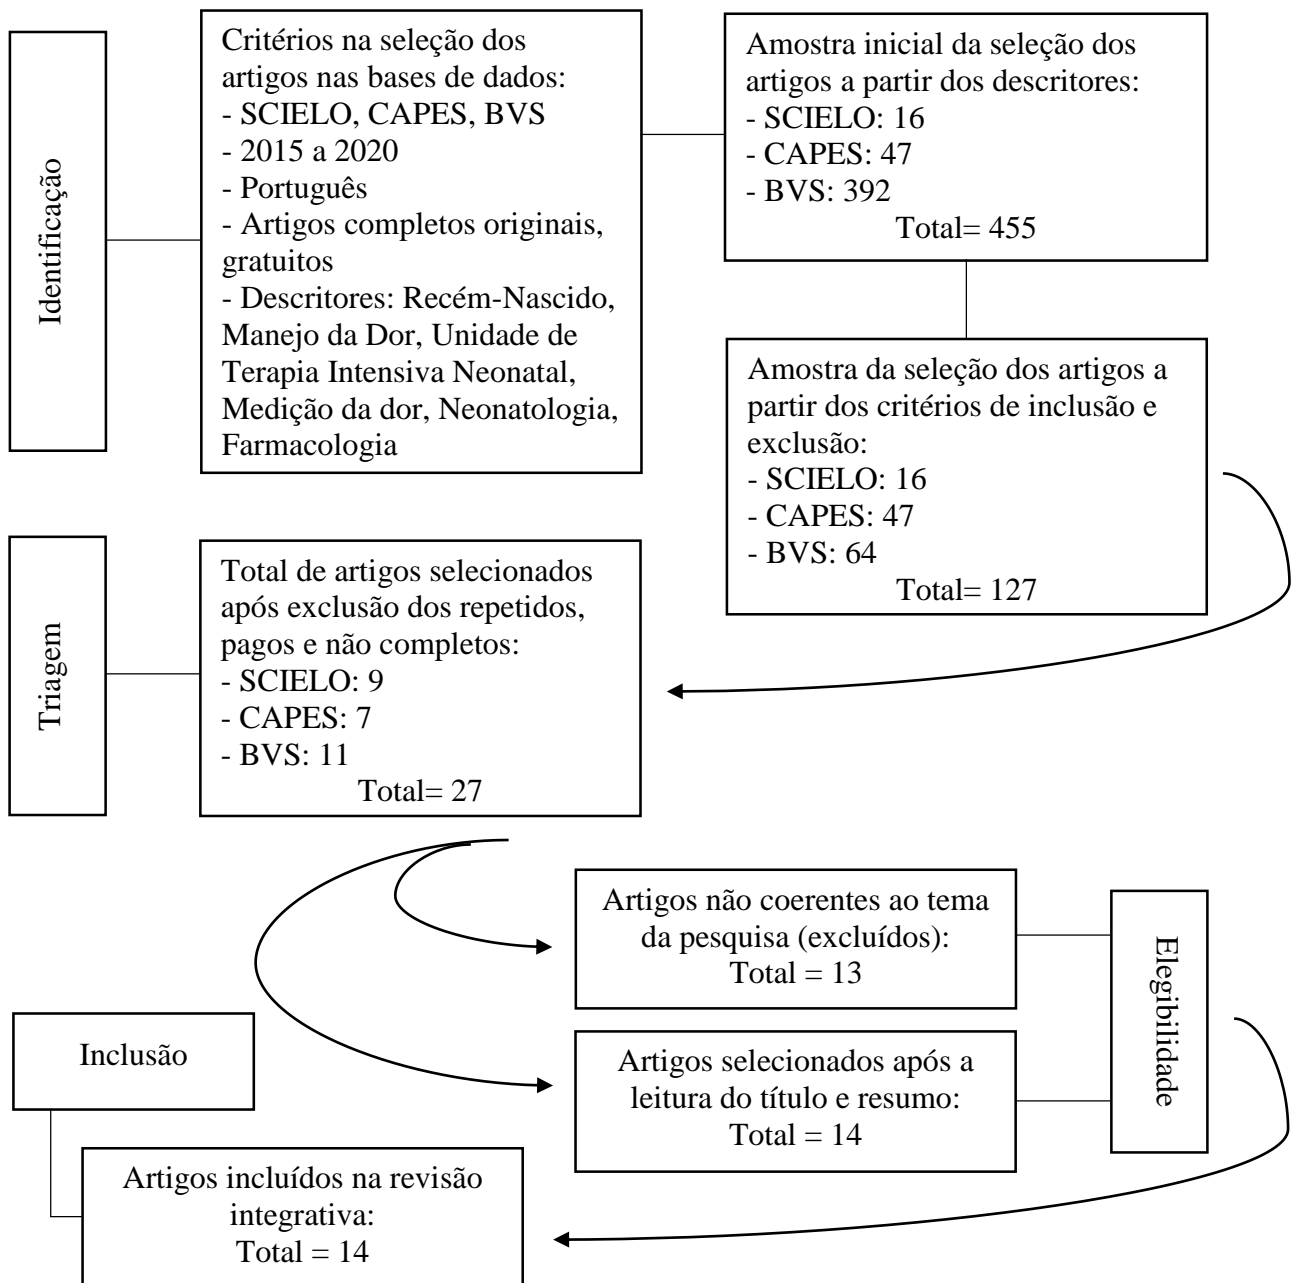 Identificação
Critérios na seleção dos
artigos nas bases de dados:
- SCIELO, CAPES, BVS
- 2015 a 2020
- Português
- Artigos completos originais,
gratuitos
- Descritores: Recém-Nascido,
Manejo da Dor, Unidade de
Terapia Intensiva Neonatal,
Medição da dor, Neonatologia,
Farmacologia
Amostra inicial da seleção dos
artigos a partir dos descritores:
- SCIELO: 16
- CAPES: 47
- BVS: 392
Total= 455
Amostra da seleção dos artigos a
partir dos critérios de inclusão e
exclusão:
- SCIELO: 16
- CAPES: 47
- BVS: 64
Total= 127
Triagem
Total de artigos selecionados
após exclusão dos repetidos,
pagos e não completos:
- SCIELO: 9
- CAPES: 7
- BVS: 11
Total= 27
Artigos não coerentes ao tema
da pesquisa (excluídos):
Total = 13
Elegibilidade
Artigos selecionados após a
leitura do título e resumo:
Total = 14
Inclusão
Artigos incluídos na revisão
integrativa:
Total = 14